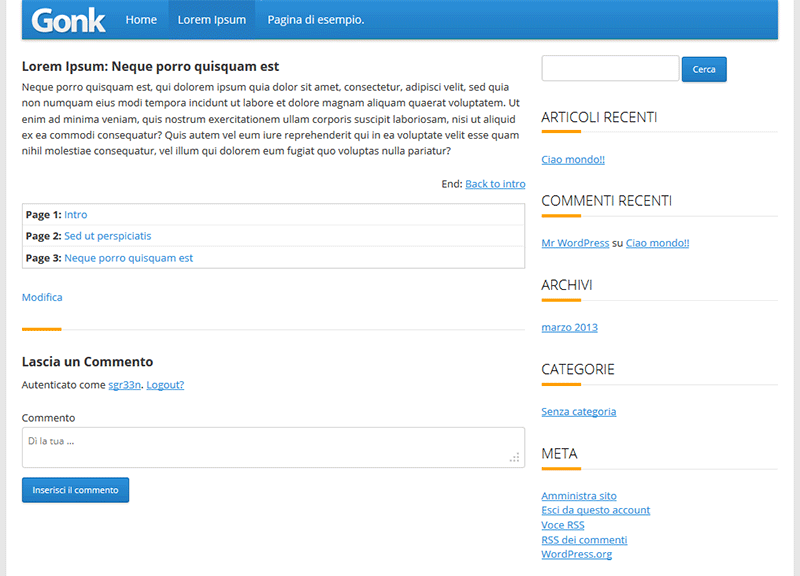 Gonk
Home Lorem Ipsum Pagina di esempio.
Lorem Ipsum: Neque porro quisquam est
Neque porro quisquam est, qui dolorem ipsum quia dolor sit amet, consectetur, adipisci velit, sed quia
non numquam eius modi tempora incidunt ut labore et dolore magnam aliquam quaerat voluptatem. Ut
enim ad minima veniam, quis nostrum exercitationem ullam corporis suscipit laboriosam, nisi ut aliquid
ex ea commodi consequatur? Quis autem vel eum iure reprehenderit qui in ea voluptate velit esse quam
nihil molestiae consequatur, vel illum qui dolorem eum fugiat quo voluptas nulla pariatur?
End: Back to intro
Page 1: Intro
Page 2: Sed ut perspiciatis
Page 3: Neque porro quisquam est
Modifica
Lascia un Commento
Autenticato come sgr33n. Logout?
Commento
Di la tua ...
Inserisci il commento
Cerca
ARTICOLI RECENTI
Ciao mondo!!
COMMENTI RECENTI
Mr WordPress su Ciao mondo!!
ARCHIVI
marzo 2013
CATEGORIE
Senza categoria
META
Amministra sito
Esci da questo account
Voce RSS
RSS dei commenti
WordPress.org